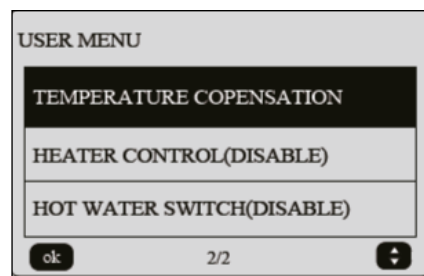 USER MENU
TEMPERATURE COPENSATION
HEATER CONTROL(DISABLE)
HOT WATER SWITCH(DISABLE)
ok 2/2